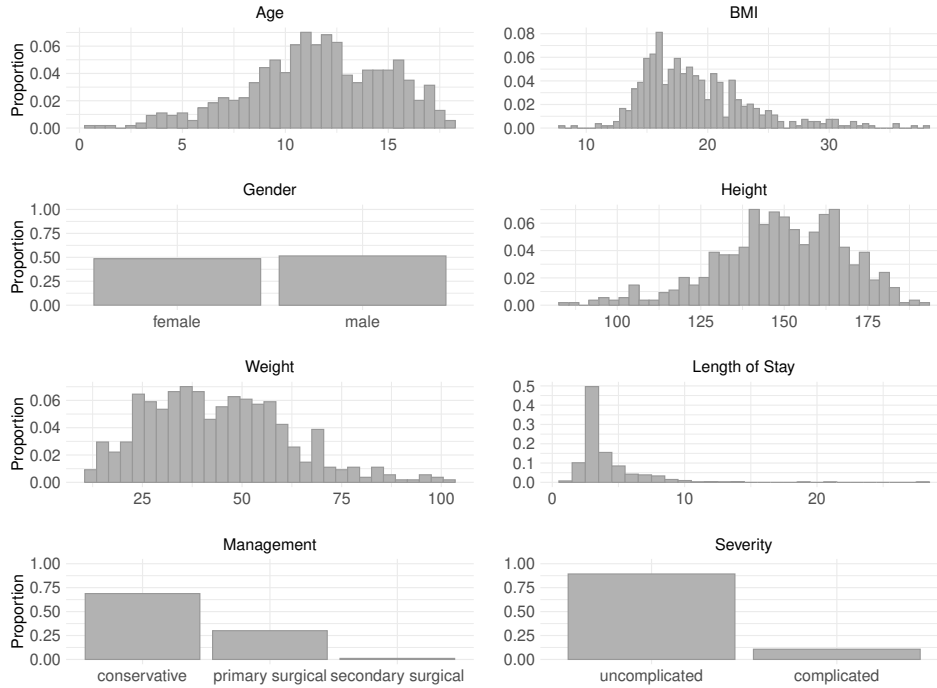 Age
Proportion
0.06
0.04
0.02
0.00
0 5 10 15
BMI
0.08
0.06
0.04
0.02
0.00
10 20 30
Gender
Proportion
1.00
0.75
0.50
0.25
0.00
female male
Height
0.06
0.04
0.02
0.00
100 125 150 175
Weight
Proportion
0.06
0.04
0.02
0.00
25 50 75 100
Length of Stay
0.5
0.4
0.3
0.2
0.1
0.0
0 10 20
Management
Proportion
1.00
0.75
0.50
0.25
0.00
conservative primary surgical secondary surgical
Severity
1.00
0.75
0.50
0.25
0.00
uncomplicated complicated